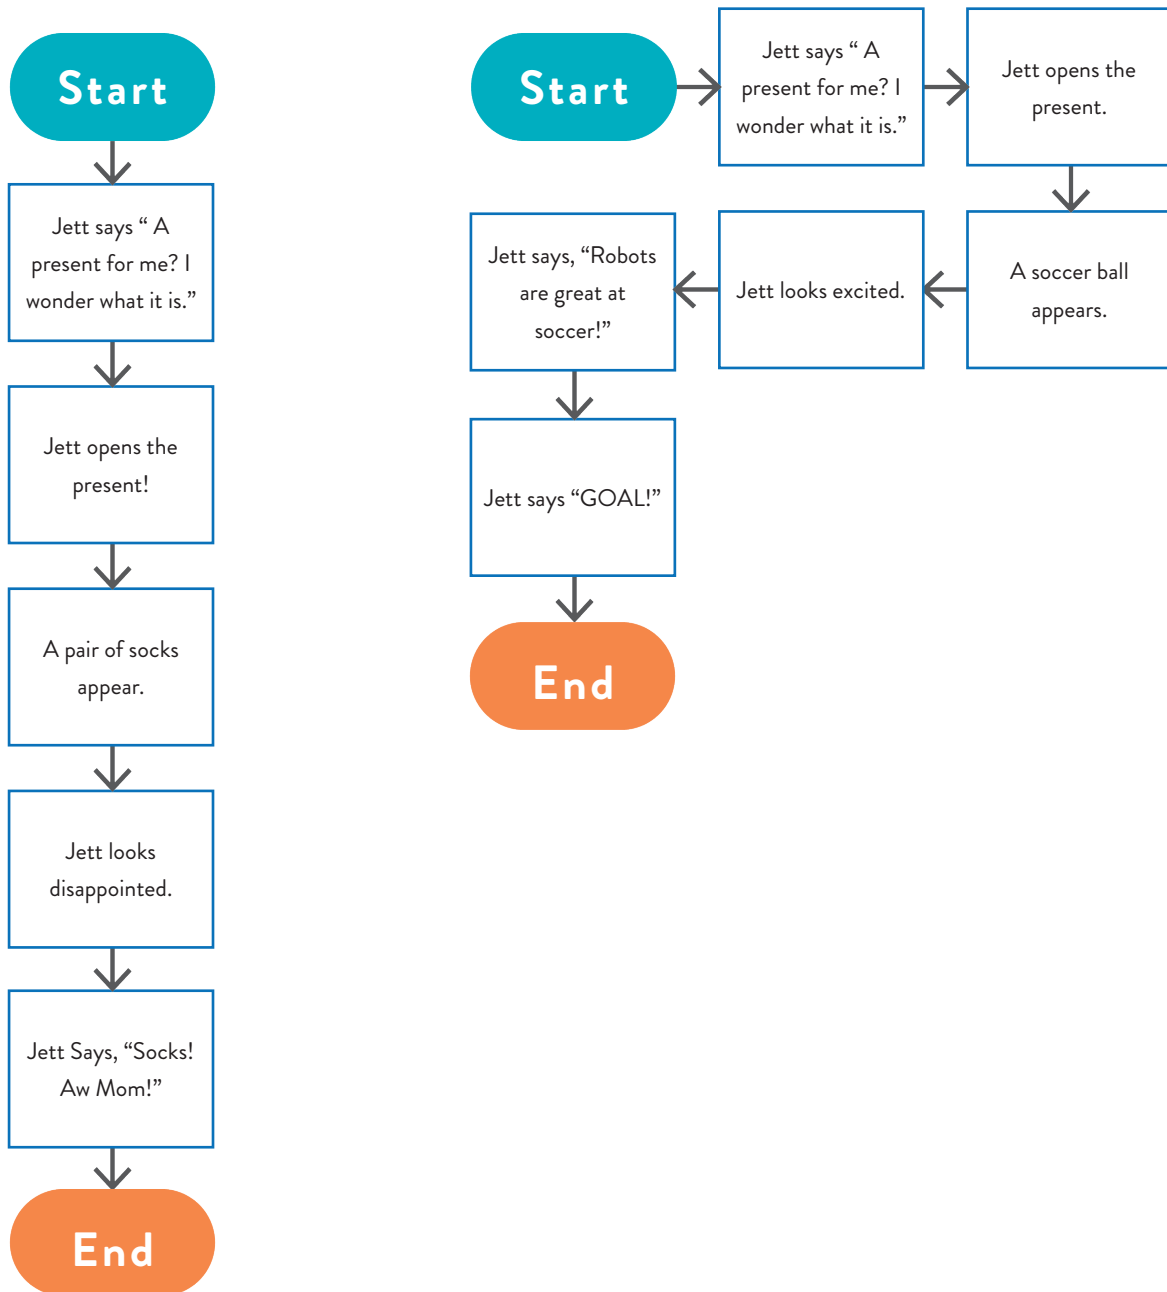 Start
Jett says “ A
present for me? I
wonder what it is.”
Jett opens the
present!
A pair of socks
appear.
Jett looks
disappointed.
Jett Says, “Socks!
Aw Mom!”
End
Start
Jett says “ A
present for me? I
wonder what it is.”
Jett opens the
present.
A soccer ball
appears.
Jett looks excited.
Jett says, “Robots
are great at
soccer!”
Jett says “GOAL!”
End